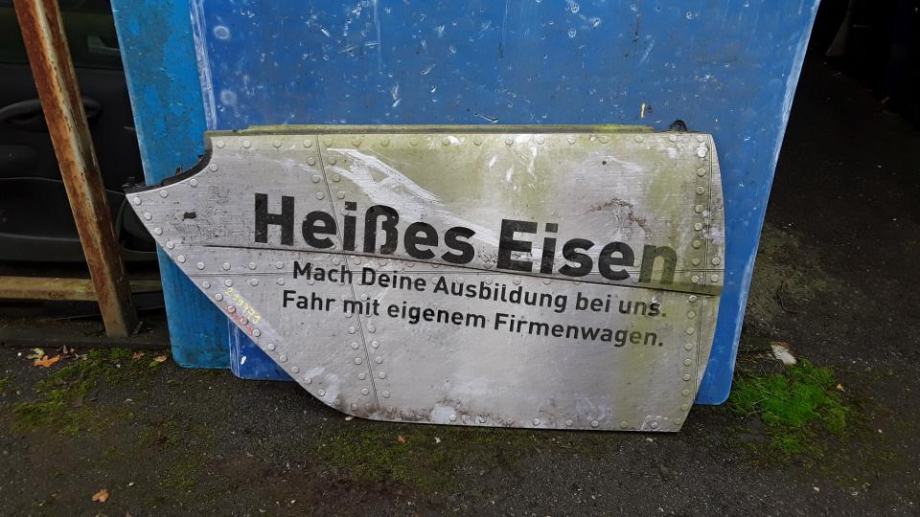 Heißes Eisen
Mach Deine Ausbildung bei uns.
Fahr mit eigenem Firmenwagen.